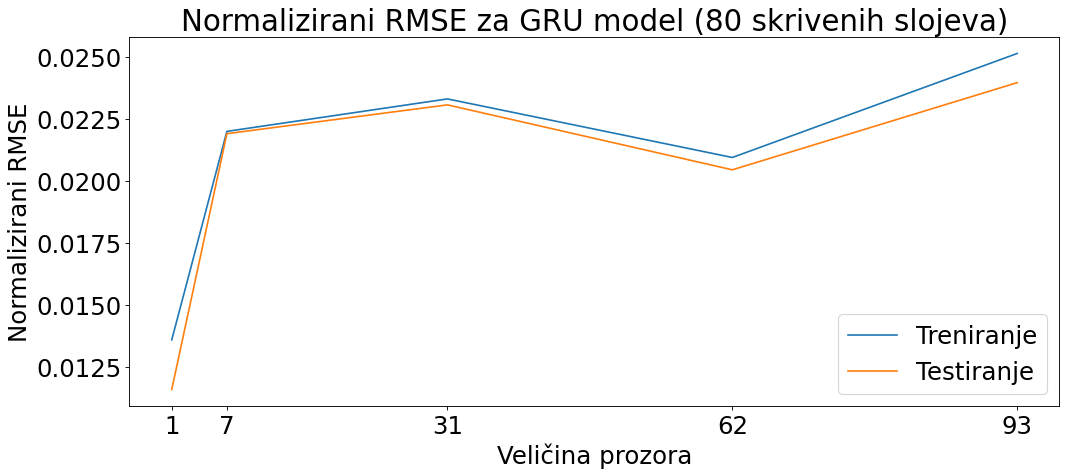 Normalizirani RMSE za GRU model (80 skrivenih slojeva)
Normalizirani RMSE
0.0250
0.0225
0.0200
0.0175
0.0150
0.0125
Treniranje
Testiranje
1 7 31 62 93
Veličina prozora